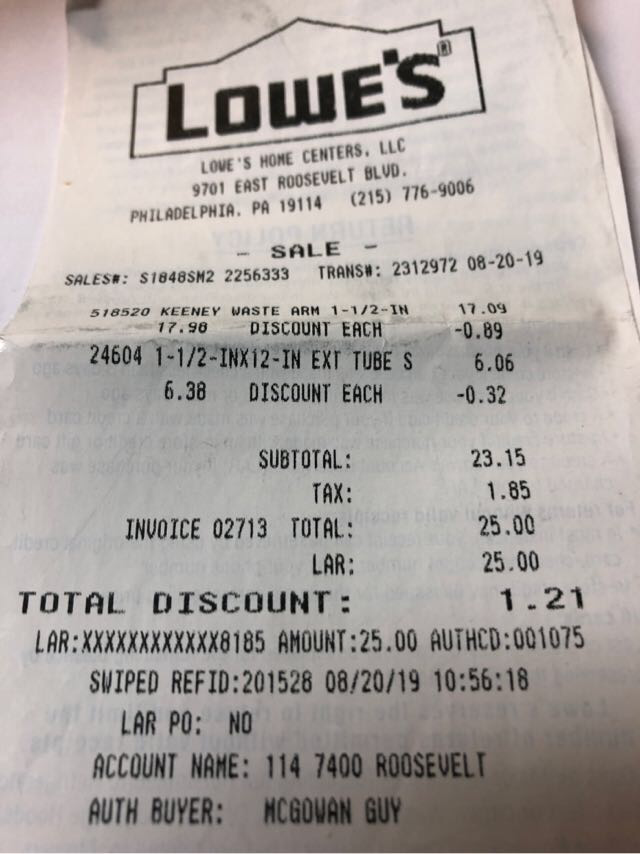 LOWE'S®
LOWE'S HOME CENTERS, LLC
9701 EAST ROOSEVELT BLVD.
PHILADELPHIA, PA 19114 (215) 776-9006
- SALE -
SALES#: S1848SM2 2256333 TRANS#: 2312972 08-20-19
518520 KEENEY WASTE ARM 1-1/2-IN 17.09
17.98 DISCOUNT EACH -0.89
24604 1-1/2-INX12-IN EXT TUBE S 6.06
6.38 DISCOUNT EACH -0.32
SUBTOTAL: 23.15
TAX: 1.85
INVOICE 02713 TOTAL: 25.00
LAR: 25.00
TOTAL DISCOUNT: 1.21
LAR:XXXXXXXXXXXX8185 AMOUNT:25.00 AUTHCD:001075
SWIPED REFID:201528 08/20/19 10:56:18
LAR PO: NO
ACCOUNT NAME: 114 7400 ROOSEVELT
AUTH BUYER: MCGOWAN GUY